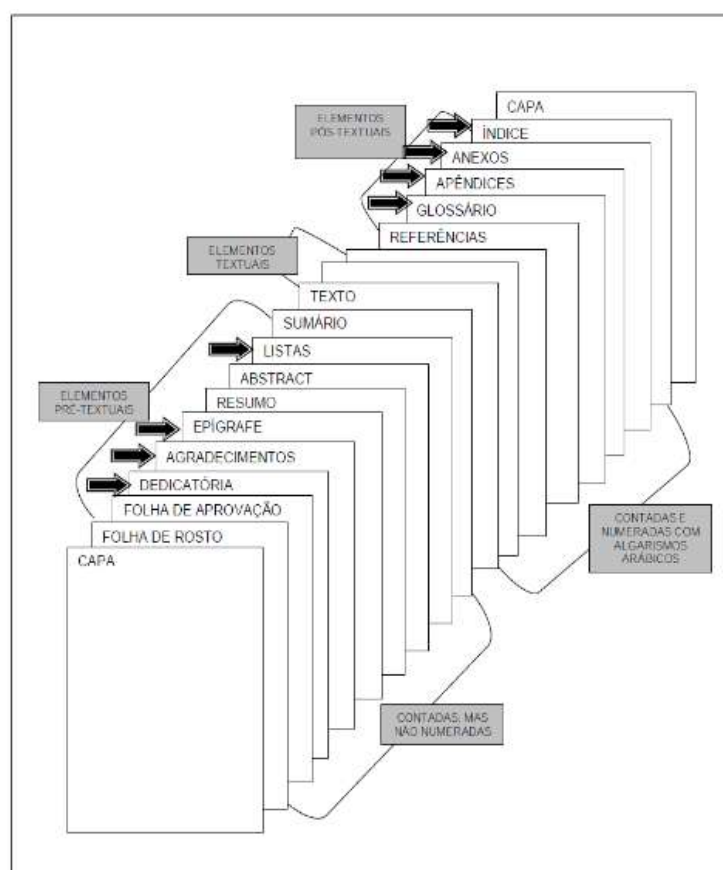 CAPA
ELEMENTOS
PÓS-TEXTUAIS
ÍNDICE
ANEXOS
APÊNDICES
GLOSSÁRIO
REFERÊNCIAS
ELEMENTOS
TEXTUAIS
TEXTO
SUMÁRIO
LISTAS
ABSTRACT
ELEMENTOS
PRÉ-TEXTUAIS
RESUMO
EPÍGRAFE
AGRADECIMENTOS
DEDICATÓRIA
FOLHA DE APROVAÇÃO
FOLHA DE ROSTO
CAPA
CONTADAS E
NUMERADAS COM
ALGARISMOS
ARÁBICOS
CONTADAS, MAS
NÃO NUMERADAS